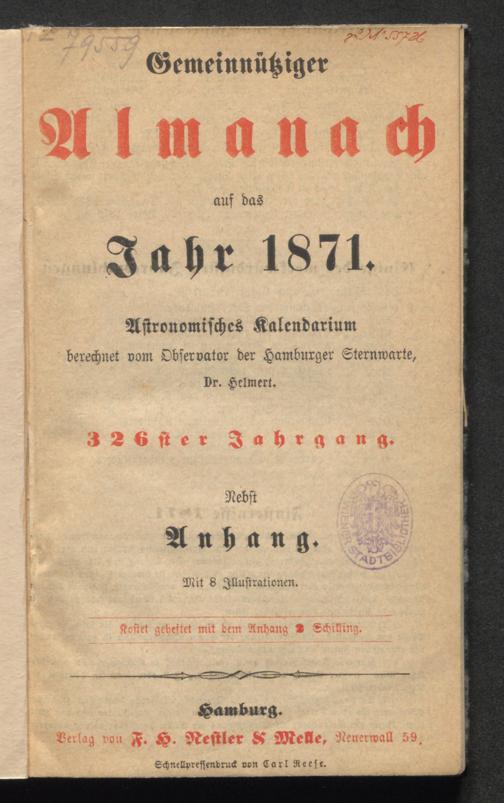 79559
Gemeinnütziger
Almanach
auf das
Jahr 1871.
Astronomisches Kalendarium
berechnet vom Observator der Hamburger Sternwarte,
Dr. Helmert.
326ster Jahrgang.
Nebst
Anhang.
STADTBIBLIOTHEK
Mit 8 Illustrationen.
Kostet geheftet mit dem Anhang 2 Schilling.
Hamburg.
Verlag von F. H. Nestler & Melle, Neuerwall 59.
Schnellpressendruck von Carl Reese.